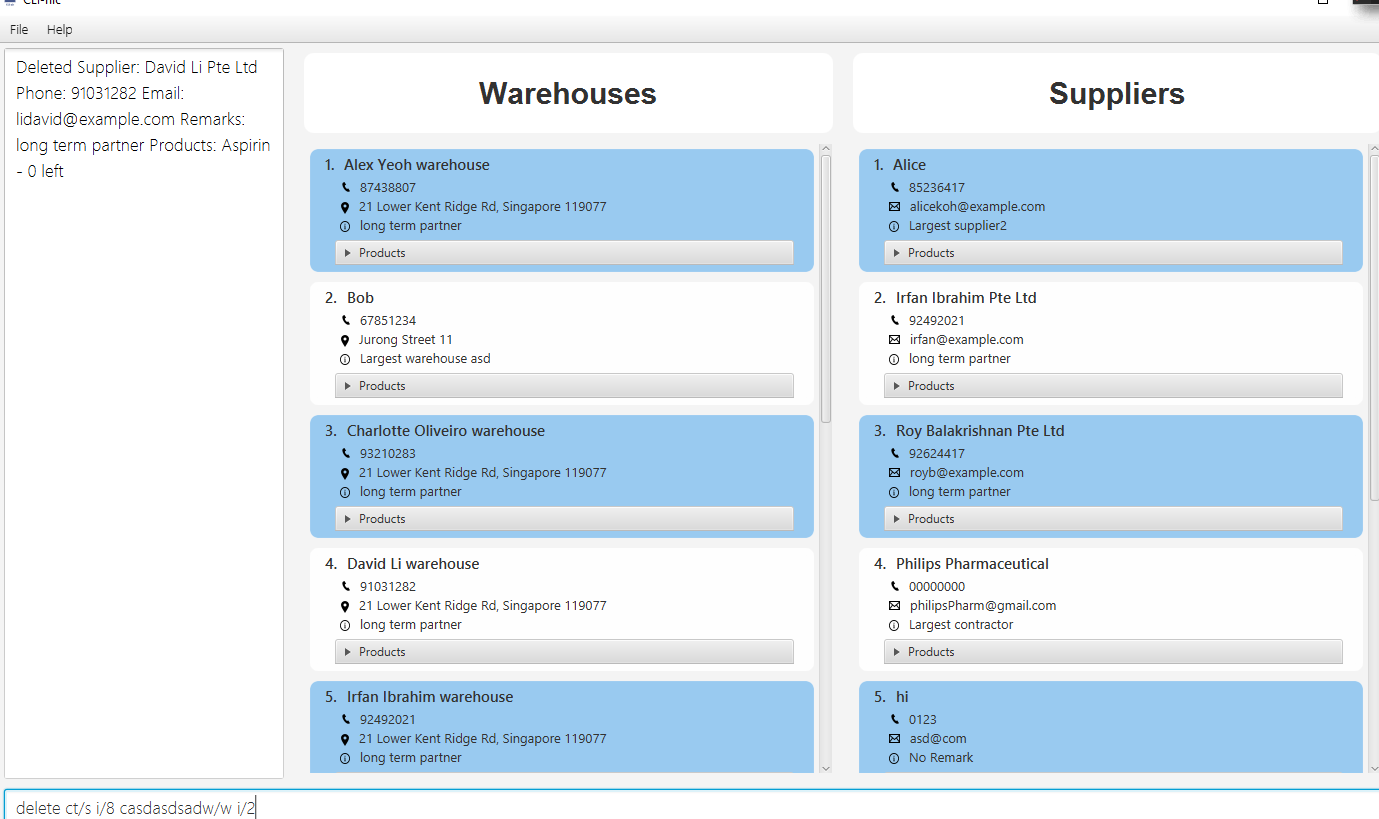 CLI-nic
File Help
Deleted Supplier: David Li Pte Ltd
Phone: 91031282 Email:
lidavid@example.com Remarks:
long term partner Products: Aspirin
- 0 left
Warehouses
1. Alex Yeoh warehouse
87438807
21 Lower Kent Ridge Rd, Singapore 119077
long term partner
Products
2. Bob
67851234
Jurong Street 11
Largest warehouse asd
Products
3. Charlotte Oliveiro warehouse
93210283
21 Lower Kent Ridge Rd, Singapore 119077
long term partner
Products
4. David Li warehouse
91031282
21 Lower Kent Ridge Rd, Singapore 119077
long term partner
Products
5. Irfan Ibrahim warehouse
92492021
21 Lower Kent Ridge Rd, Singapore 119077
long term partner
Suppliers
1. Alice
85236417
alicekoh@example.com
Largest supplier2
Products
2. Irfan Ibrahim Pte Ltd
92492021
irfan@example.com
long term partner
Products
3. Roy Balakrishnan Pte Ltd
92624417
royb@example.com
long term partner
Products
4. Philips Pharmaceutical
00000000
philipsPharm@gmail.com
Largest contractor
Products
5. hi
0123
asd@com
No Remark
delete ct/s i/8 casdasdsadw/w i/2